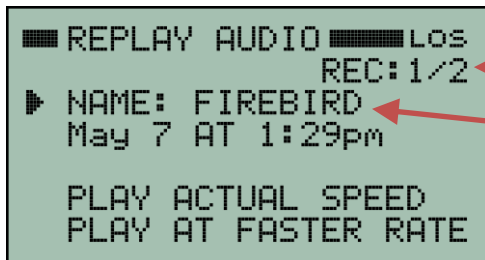 REPLAY AUDIO LOS
REC:1/2
NAME: FIREBIRD
May 7 AT 1:29pm
PLAY ACTUAL SPEED
PLAY AT FASTER RATE